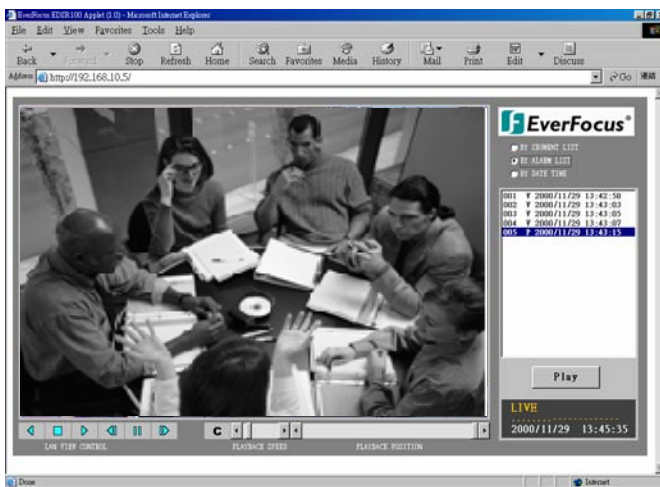 EverFocus EDSR100 Applet (1.0) - Microsoft Internet Explorer
File Edit View Favorites Tools Help
Back Forward Stop Refresh Home Search Favorites Media History Mail Print Edit Discuss
Address http://192.168.10.5/ Go 連結
EverFocus®
BY SEGMENT LIST
BY ALARM LIST
BY DATE TIME
001 V 2000/11/29 13:42:50
002 V 2000/11/29 13:43:03
003 V 2000/11/29 13:43:05
004 V 2000/11/29 13:43:07
005 P 2000/11/29 13:43:15
Play
LIVE
2000/11/29 13:45:35
C
LAN VIEW CONTROL PLAYBACK SPEED PLAYBACK POSITION
Done Internet